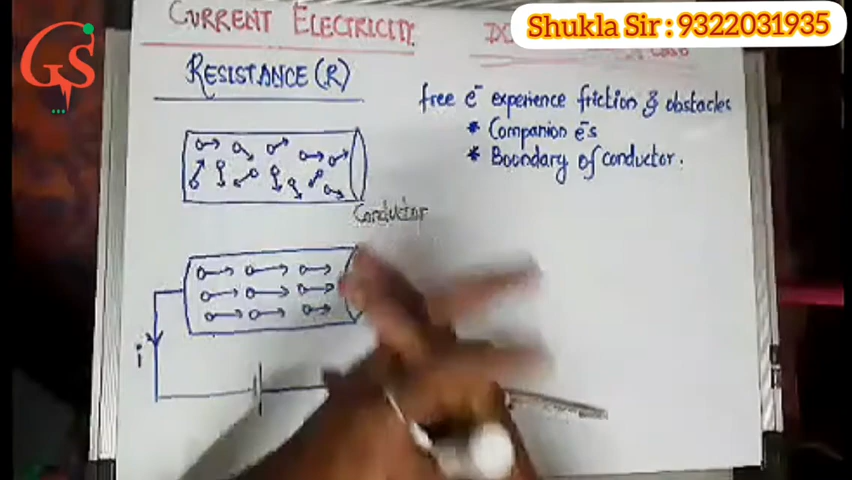 GS
CURRENT ELECTRICITY
Shukla Sir : 9322031935
RESISTANCE (R)
free e⁻ experience friction & obstacles
* Companion e⁻s
* Boundary of conductor.
Conductor
i